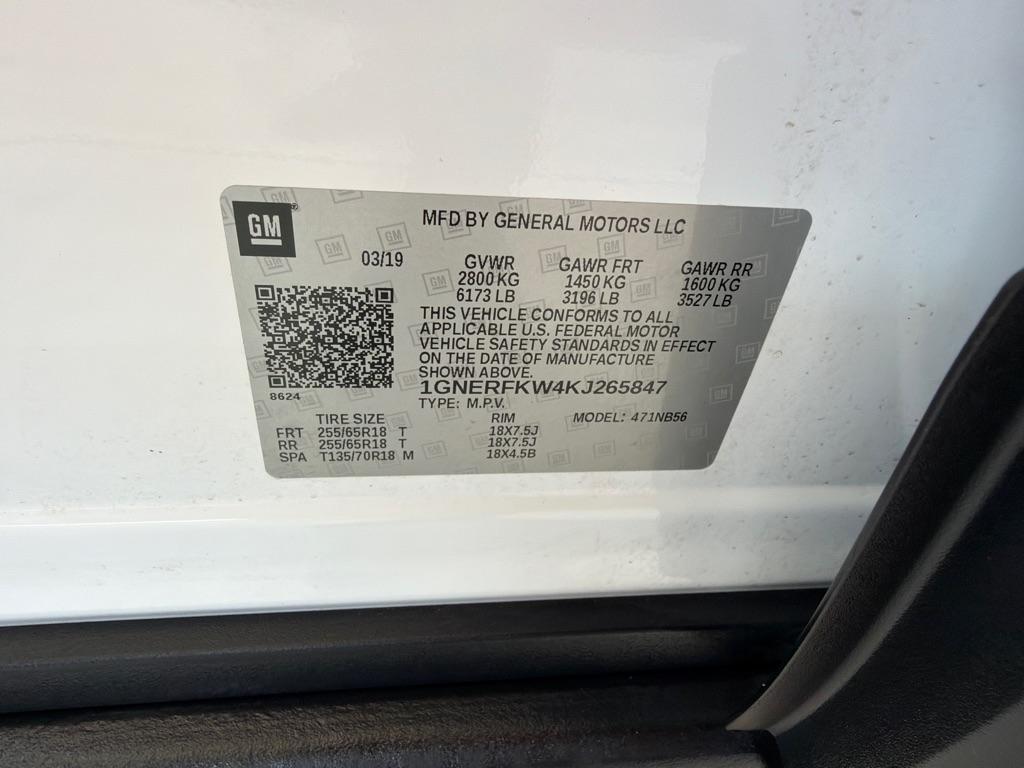 GM
MFD BY GENERAL MOTORS LLC
03/19 GVWR GAWR FRT GAWR RR
2800 KG 1450 KG 1600 KG
6173 LB 3196 LB 3527 LB
THIS VEHICLE CONFORMS TO ALL
APPLICABLE U.S. FEDERAL MOTOR
VEHICLE SAFETY STANDARDS IN EFFECT
ON THE DATE OF MANUFACTURE
SHOWN ABOVE.
1GNERFKW4KJ265847
8624
TYPE: M.P.V.
TIRE SIZE RIM MODEL: 471NB56
FRT 255/65R18 T 18X7.5J
RR 255/65R18 T 18X7.5J
SPA T135/70R18 M 18X4.5B